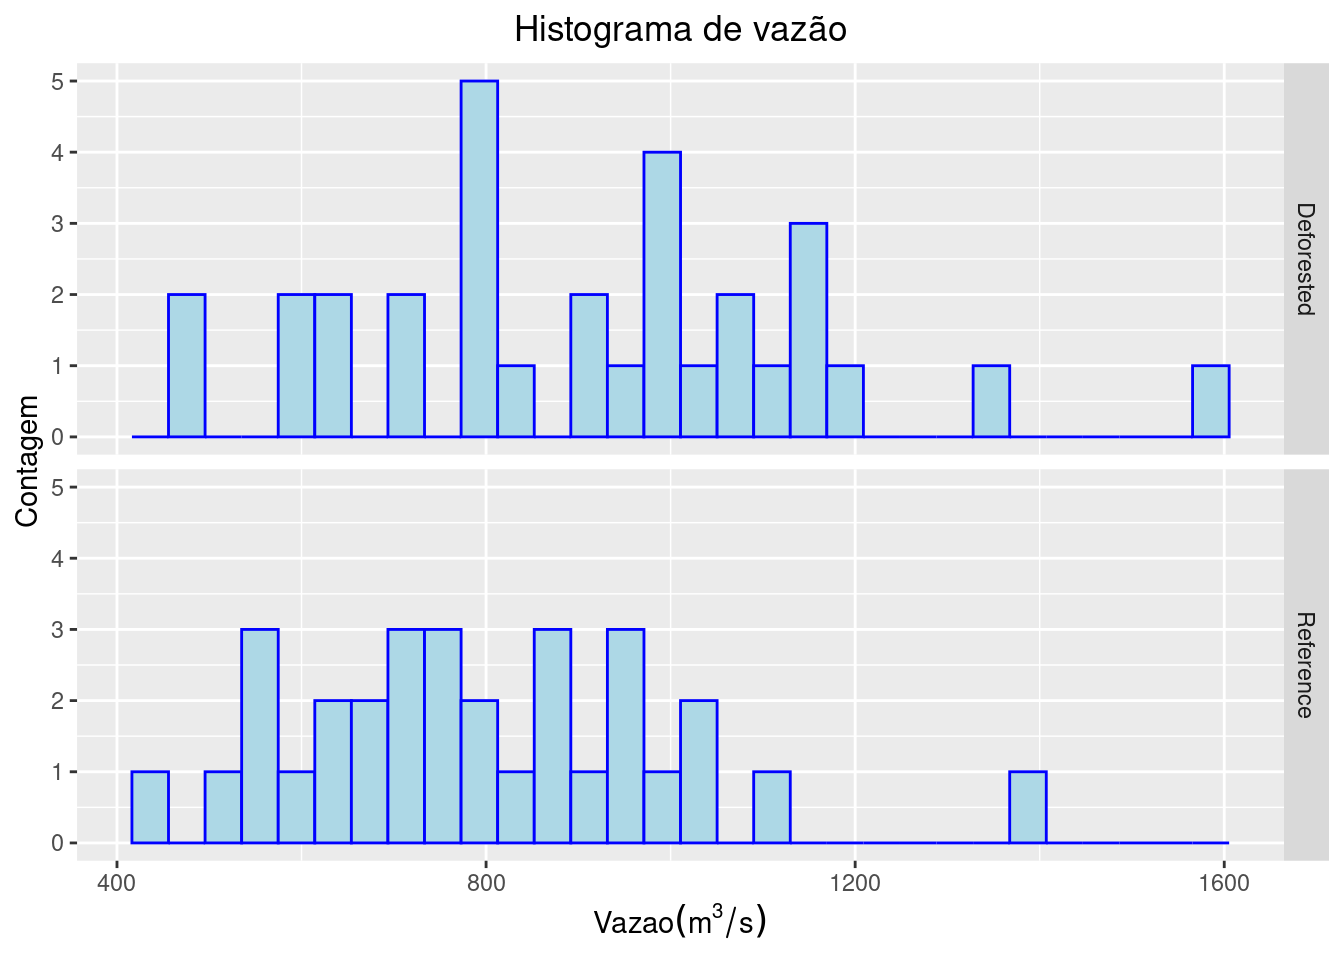 Histograma de vazão
Contagem
5
4
3
2
1
0
Deforested
5
4
3
2
1
0
Reference
400 800 1200 1600
Vazao(m³/s)